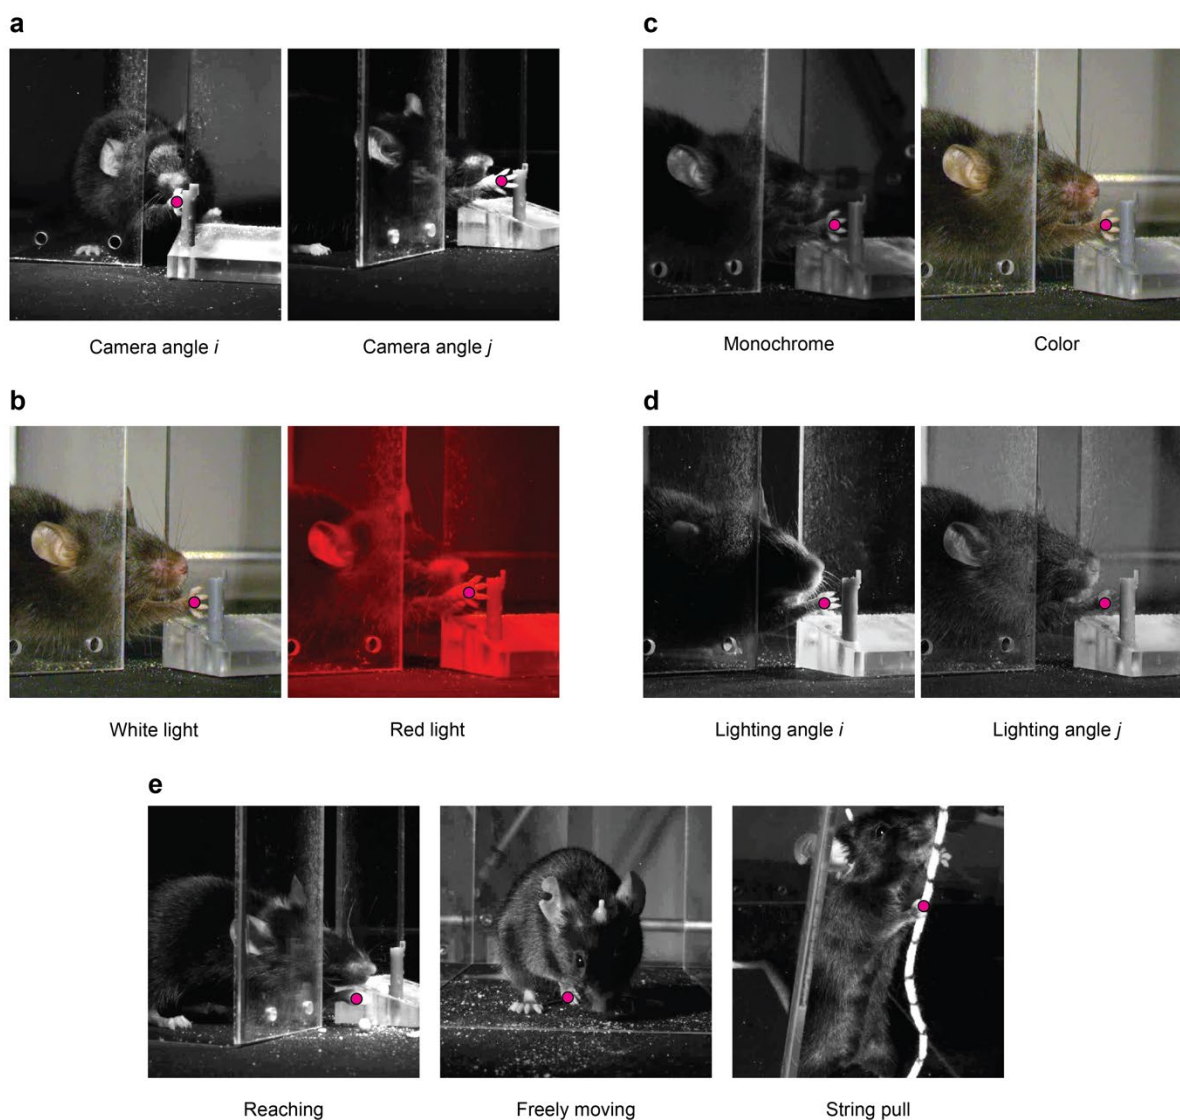 a
Camera angle i
Camera angle j
c
Monochrome
Color
b
White light
Red light
d
Lighting angle i
Lighting angle j
e
Reaching
Freely moving
String pull